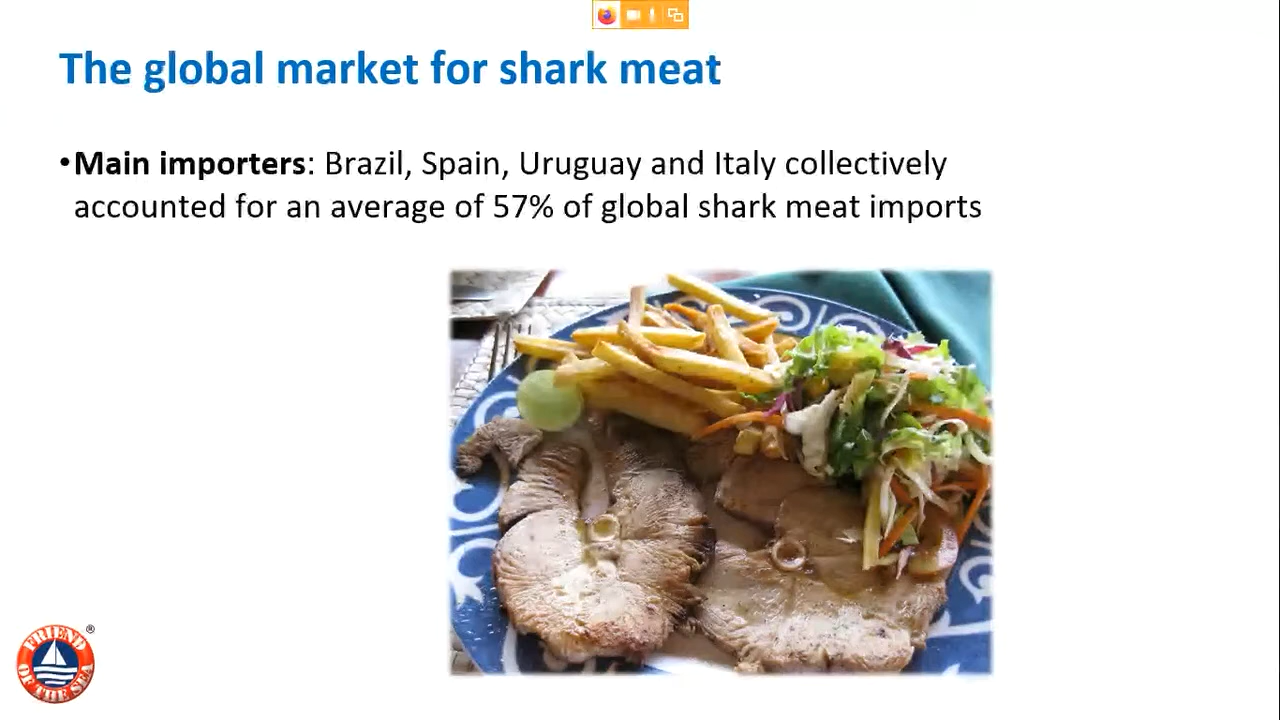 The global market for shark meat
•Main importers: Brazil, Spain, Uruguay and Italy collectively
accounted for an average of 57% of global shark meat imports
FRIEND
OF THE SEA
®